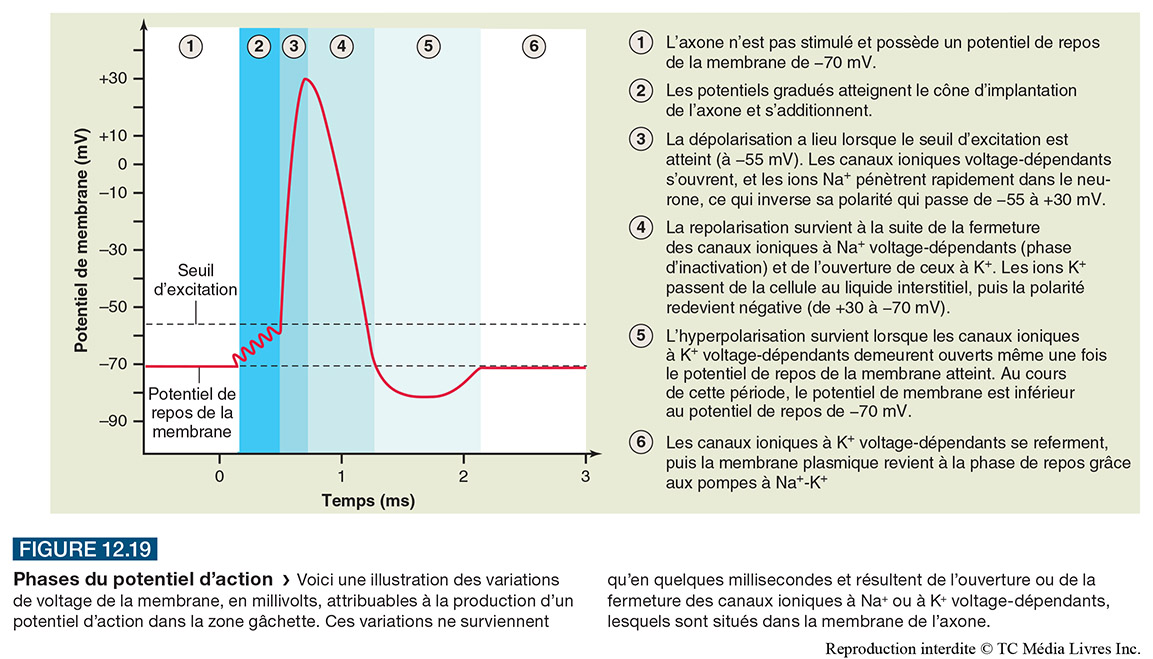 1
2
3
4
5
6
+30
+10
0
–10
–30
–50
–70
–90
Potentiel de membrane (mV)
Seuil
d’excitation
Potentiel de
repos de la
membrane
0
1
2
3
Temps (ms)
1 L’axone n’est pas stimulé et possède un potentiel de repos
de la membrane de –70 mV.
2 Les potentiels gradués atteignent le cône d’implantation
de l’axone et s’additionnent.
3 La dépolarisation a lieu lorsque le seuil d’excitation est
atteint (à –55 mV). Les canaux ioniques voltage-dépendants
s’ouvrent, et les ions Na⁺ pénètrent rapidement dans le neu-
rone, ce qui inverse sa polarité qui passe de –55 à +30 mV.
4 La repolarisation survient à la suite de la fermeture
des canaux ioniques à Na⁺ voltage-dépendants (phase
d’inactivation) et de l’ouverture de ceux à K⁺. Les ions K⁺
passent de la cellule au liquide interstitiel, puis la polarité
redevient négative (de +30 à –70 mV).
5 L’hyperpolarisation survient lorsque les canaux ioniques
à K⁺ voltage-dépendants demeurent ouverts même une fois
le potentiel de repos de la membrane atteint. Au cours
de cette période, le potentiel de membrane est inférieur
au potentiel de repos de –70 mV.
6 Les canaux ioniques à K⁺ voltage-dépendants se referment,
puis la membrane plasmique revient à la phase de repos grâce
aux pompes à Na⁺-K⁺
FIGURE 12.19
Phases du potentiel d’action › Voici une illustration des variations
de voltage de la membrane, en millivolts, attribuables à la production d’un
potentiel d’action dans la zone gâchette. Ces variations ne surviennent
qu’en quelques millisecondes et résultent de l’ouverture ou de la
fermeture des canaux ioniques à Na⁺ ou à K⁺ voltage-dépendants,
lesquels sont situés dans la membrane de l’axone.
Reproduction interdite © TC Média Livres Inc.